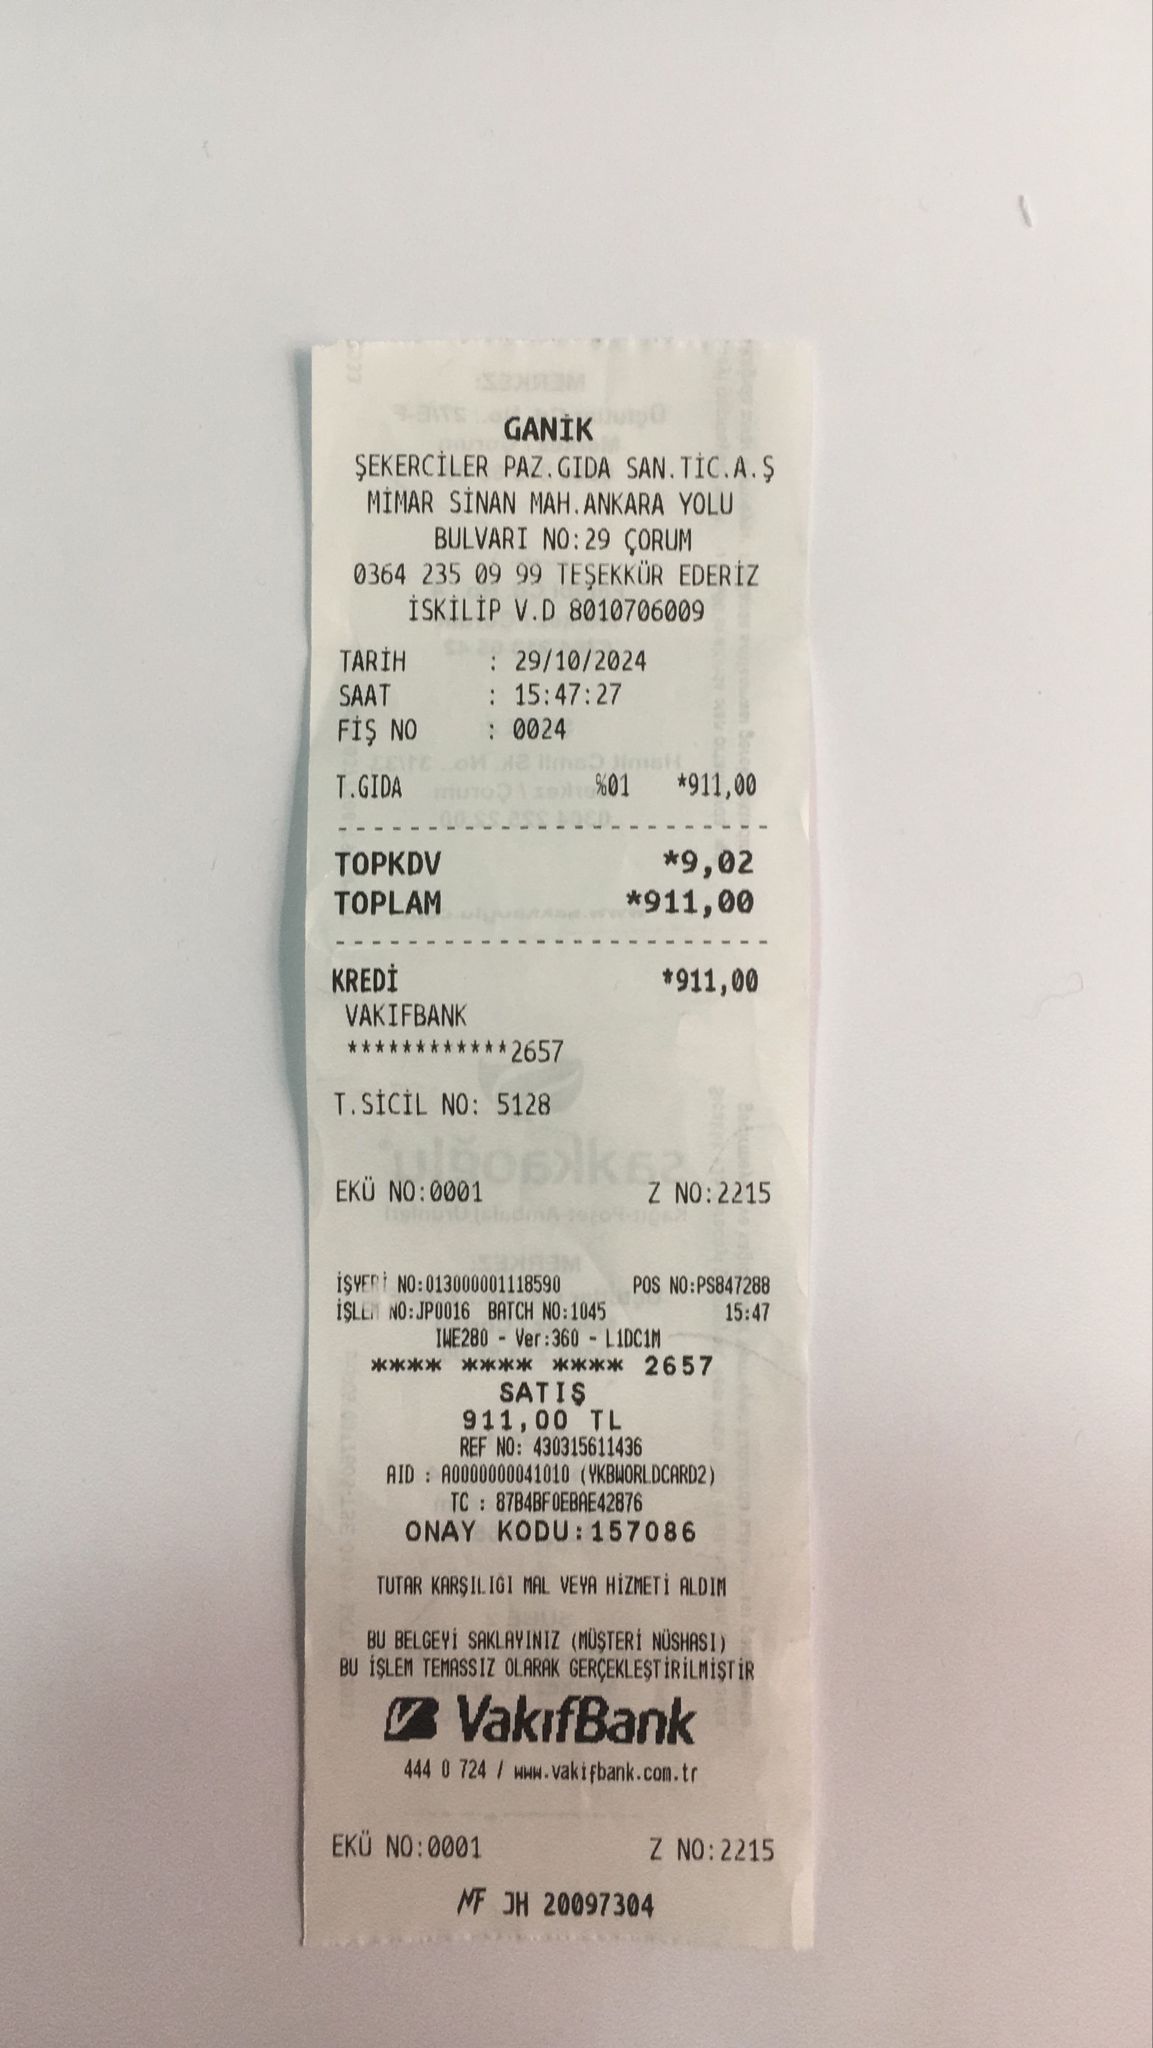 GANİK
ŞEKERCİLER PAZ.GIDA SAN.TİC.A.Ş
MİMAR SİNAN MAH.ANKARA YOLU
BULVARI NO:29 ÇORUM
0364 235 09 99 TEŞEKKÜR EDERİZ
İSKİLİP V.D 8010706009
TARİH : 29/10/2024
SAAT : 15:47:27
FİŞ NO : 0024
T.GIDA %01 *911,00
TOPKDV *9,02
TOPLAM *911,00
KREDİ *911,00
VAKIFBANK
************2657
T.SİCİL NO: 5128
EKÜ NO:0001 Z NO:2215
İŞYERİ NO:013000001118590 POS NO:PS847288
İŞLEM NO:JP0016 BATCH NO:1045 15:47
IWE280 - Ver:360 - L1DC1M
**** **** **** 2657
SATIŞ
911,00 TL
REF NO: 430315611436
AID : A0000000041010 (YKBWORLDCARD2)
TC : 87B4BF0EBAE42876
ONAY KODU:157086
TUTAR KARŞILIĞI MAL VEYA HİZMETİ ALDIM
BU BELGEYİ SAKLAYINIZ (MÜŞTERİ NÜSHASI)
BU İŞLEM TEMASSIZ OLARAK GERÇEKLEŞTİRİLMİŞTİR
VakıfBank
444 0 724 / www.vakifbank.com.tr
EKÜ NO:0001 Z NO:2215
MF JH 20097304